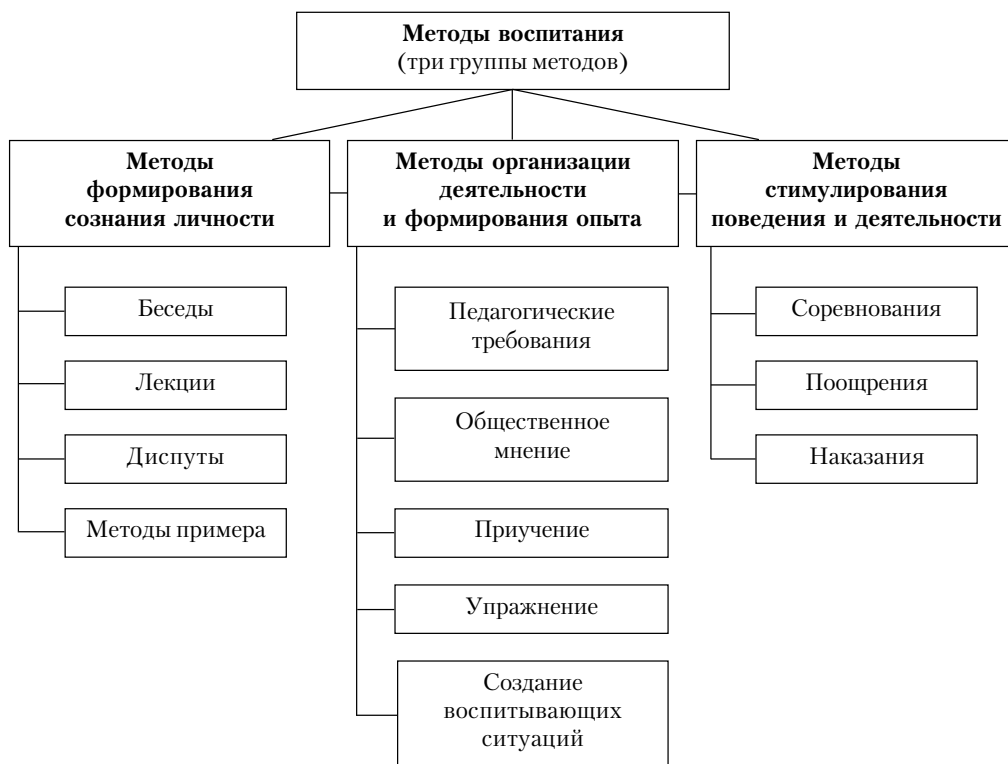 Методы воспитания
(три группы методов)
Методы
формирования
сознания личности
Беседы
Лекции
Диспуты
Методы примера
Методы организации
деятельности
и формирования опыта
Педагогические
требования
Общественное
мнение
Приучение
Упражнение
Создание
воспитывающих
ситуаций
Методы
стимулирования
поведения и деятельности
Соревнования
Поощрения
Наказания